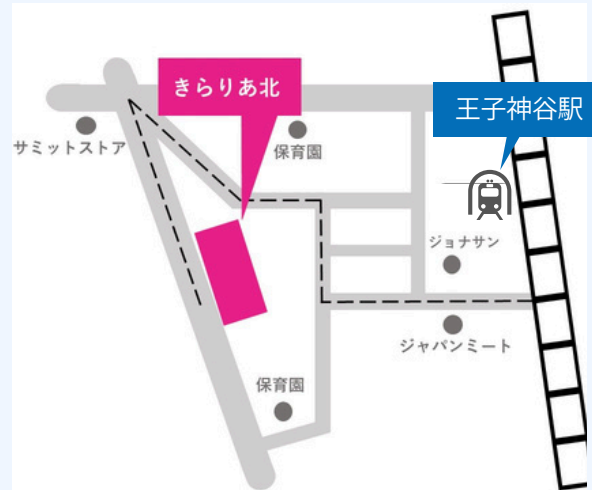 きらりあ北
王子神谷駅
サミットストア
保育園
ジョナサン
ジャパンミート
保育園